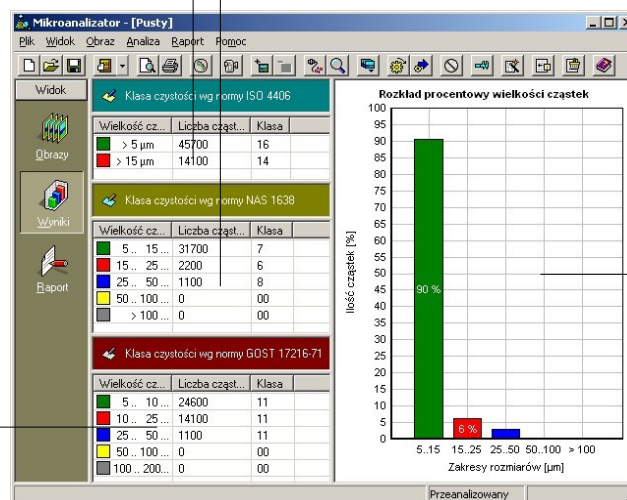 Mikroanalizator - [Pusty]
Plik Widok Obraz Analiza Raport Pomoc
Widok
Obrazy
Wyniki
Raport
Klasa czystości wg normy ISO 4406
Wielkość cz... Liczba cząst... Klasa
> 5 µm 45700 16
> 15 µm 14100 14
Klasa czystości wg normy NAS 1638
Wielkość cz... Liczba cząst... Klasa
5 .. 15 ... 31700 7
15 .. 25 ... 2200 6
25 .. 50 ... 1100 8
50 .. 100 ... 0 00
> 100 ... 0 00
Klasa czystości wg normy GOST 17216-71
Wielkość cz... Liczba cząst... Klasa
5 .. 10 ... 24600 11
10 .. 25 ... 14100 11
25 .. 50 ... 1100 11
50 .. 100 ... 0 00
100 .. 200... 0 00
Rozkład procentowy wielkości cząstek
Ilość cząstek [%]
100
95
90
85
80
75
70
65
60
55
50
45
40
35
30
25
20
15
10
5
0
90 %
6 %
5..15 15..25 25..50 50..100 > 100
Zakresy rozmiarów [µm]
Przeanalizowany